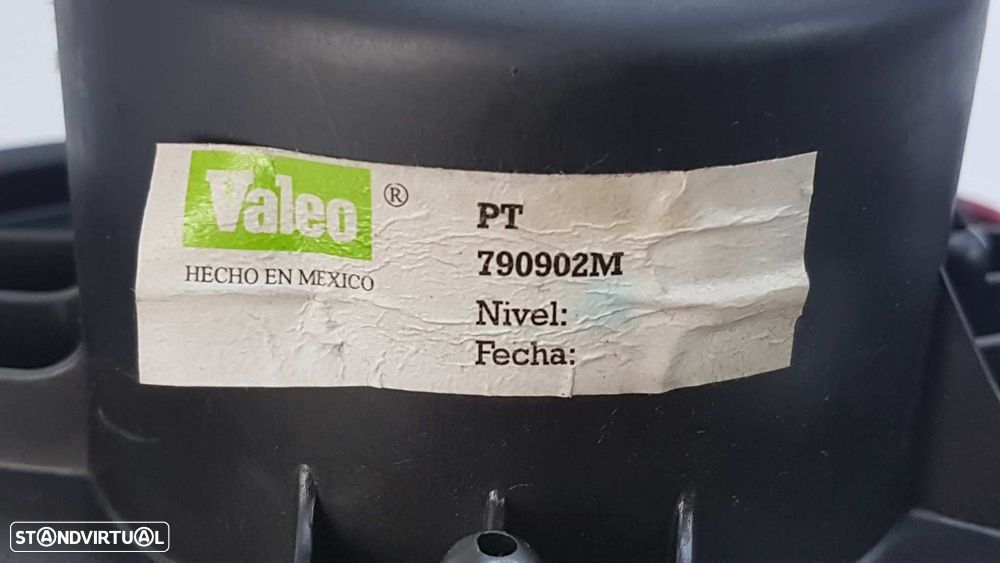 Valeo ®
HECHO EN MEXICO
PT
790902M
Nivel:
Fecha:
STANDVIRTUAL